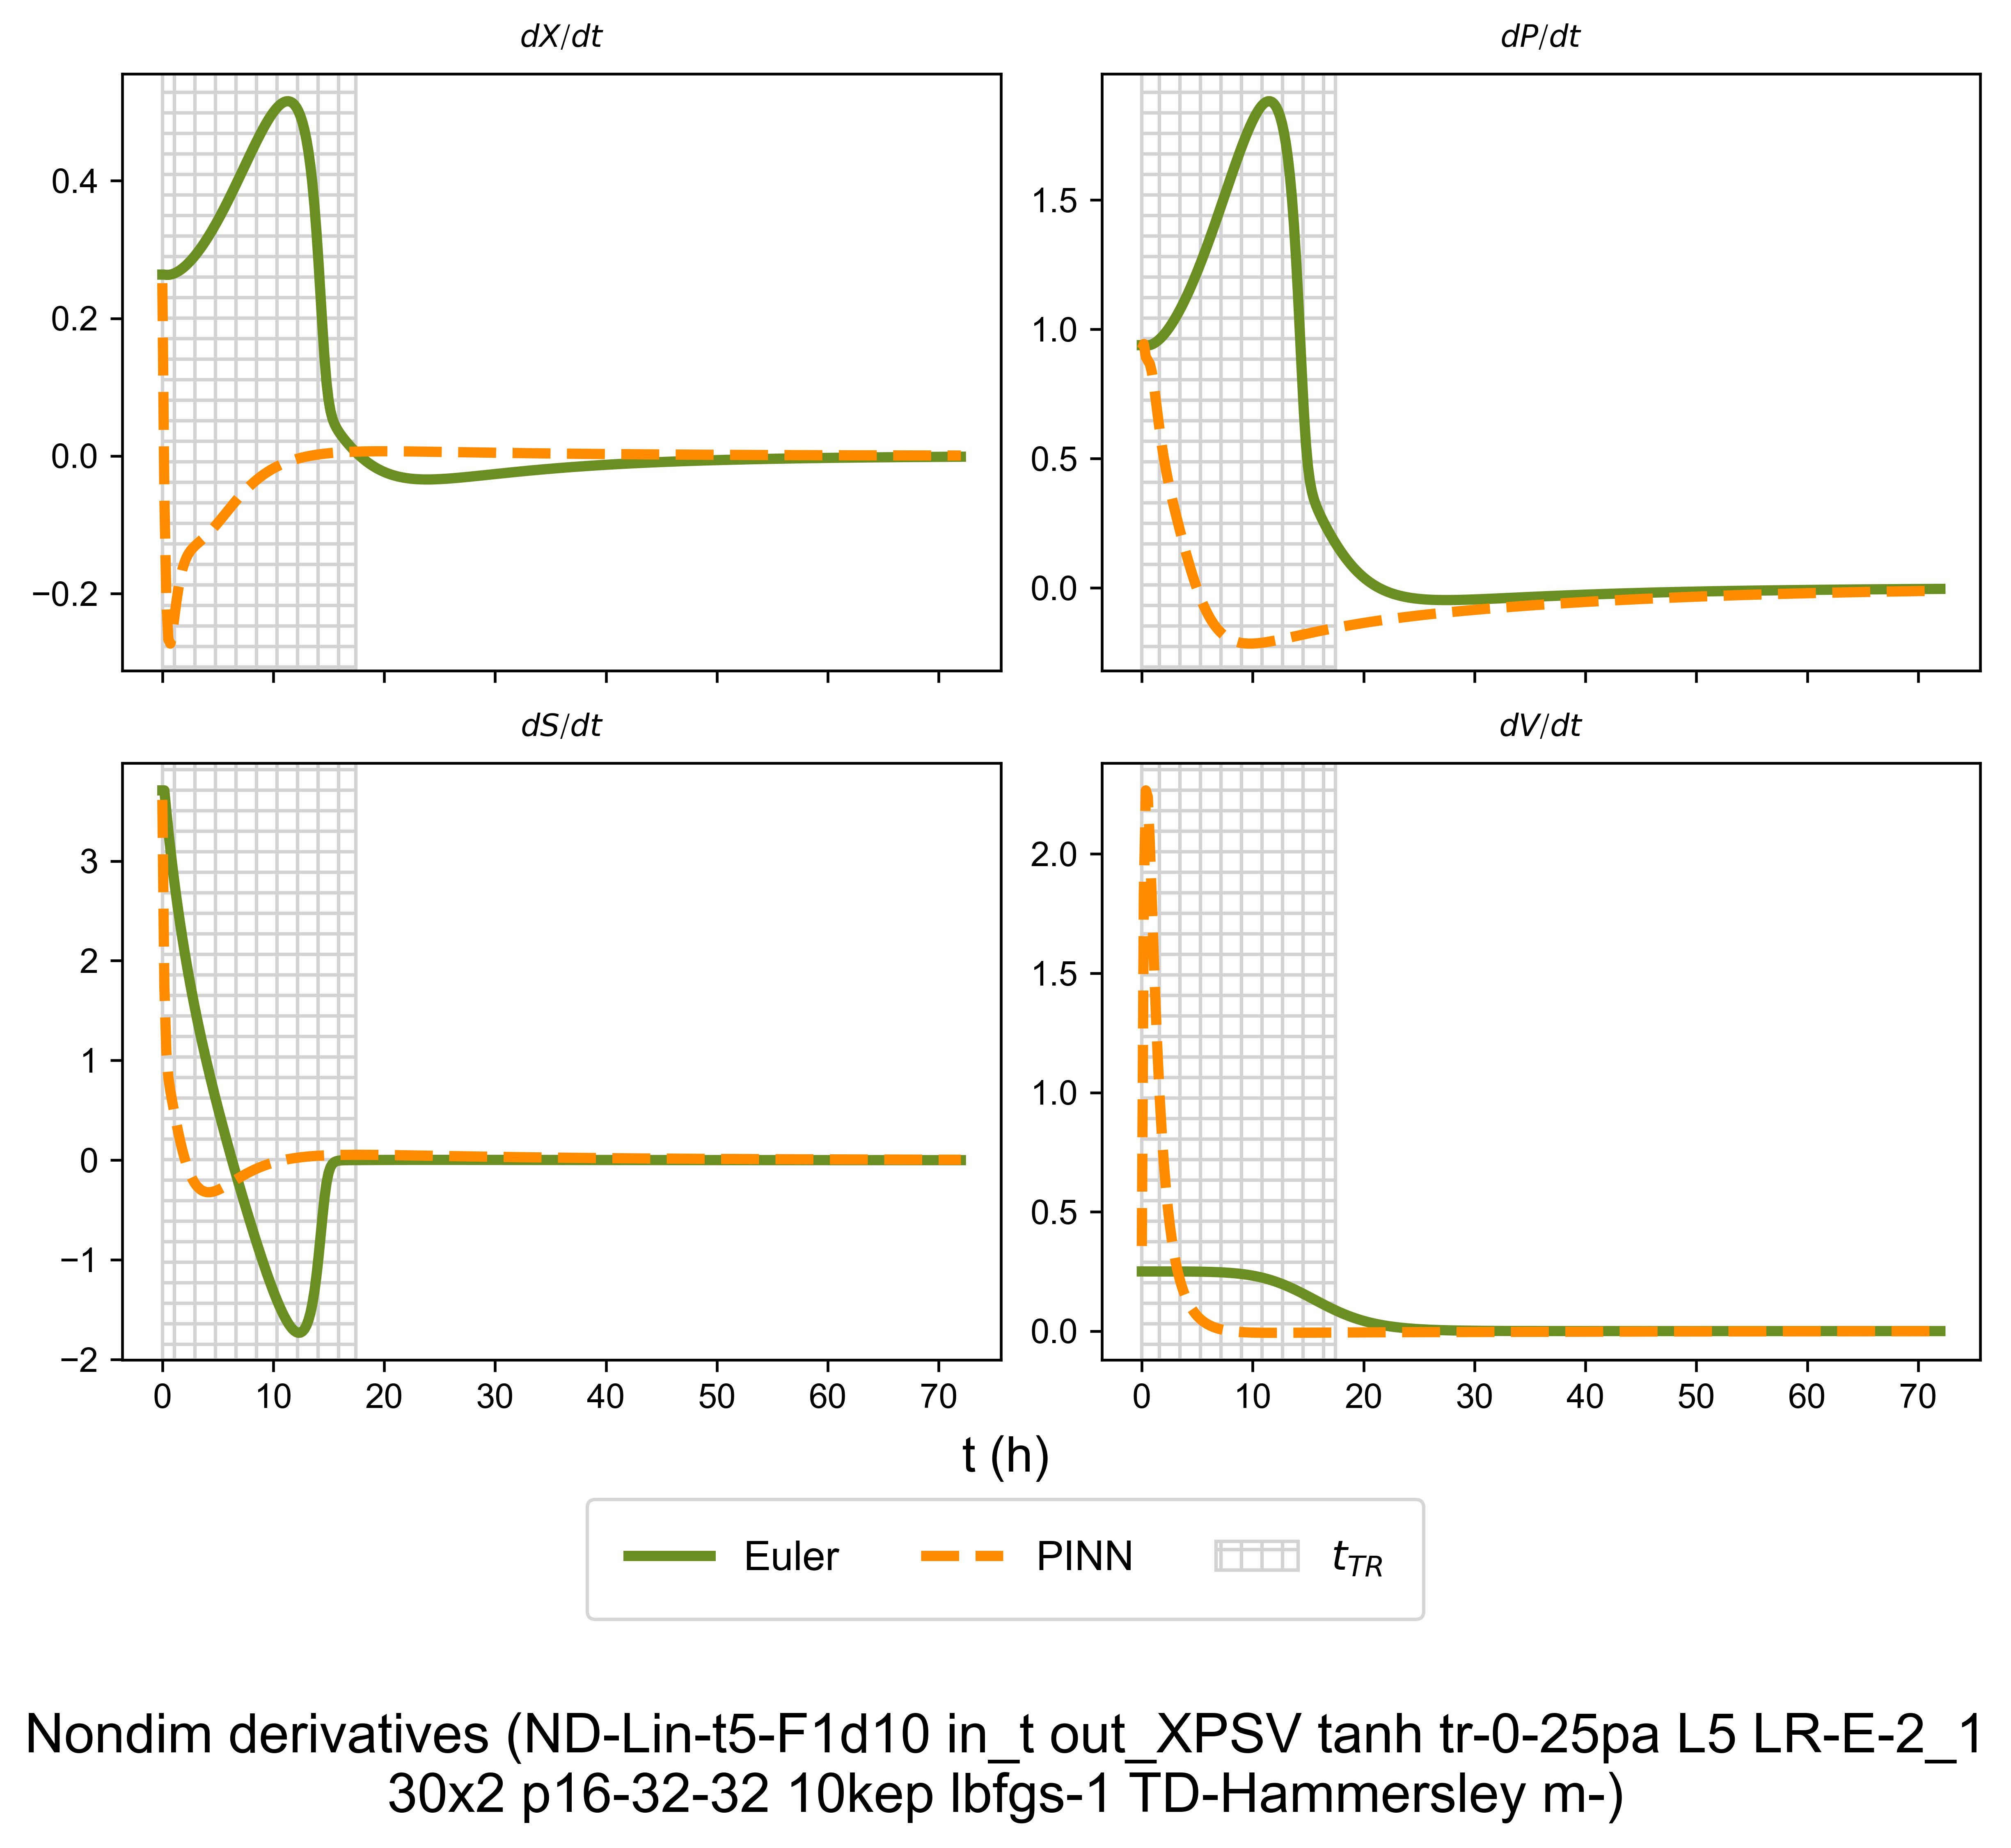 dX/dt
dP/dt
0.4
0.2
0.0
−0.2
1.5
1.0
0.5
0.0
dS/dt
dV/dt
3
2
1
0
−1
−2
2.0
1.5
1.0
0.5
0.0
0 10 20 30 40 50 60 70
0 10 20 30 40 50 60 70
t (h)
Euler PINN t_{TR}
Nondim derivatives (ND-Lin-t5-F1d10 in_t out_XPSV tanh tr-0-25pa L5 LR-E-2_1
30x2 p16-32-32 10kep lbfgs-1 TD-Hammersley m-)